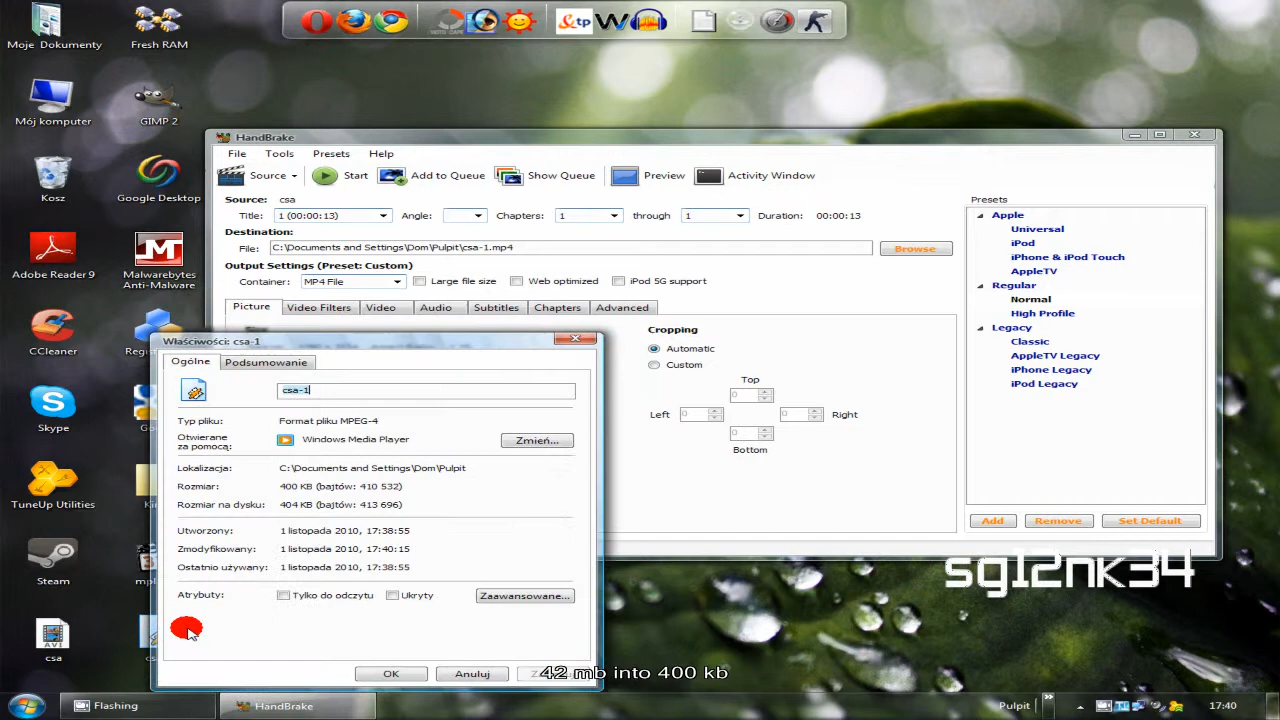 Moje Dokumenty
Fresh RAM
Mój komputer
GIMP 2
Kosz
Google Desktop
Adobe Reader 9
Malwarebytes
Anti-Malware
CCleaner
Regis
Skype
Go
TuneUp Utilities
Steam
csa
&tp
HandBrake
File Tools Presets Help
Source Start Add to Queue Show Queue Preview Activity Window
Source: csa
Title: 1 (00:00:13) Angle: Chapters: 1 through 1 Duration: 00:00:13
Destination:
File: C:\Documents and Settings\Dom\Pulpit\csa-1.mp4 Browse
Output Settings (Preset: Custom)
Container: MP4 File Large file size Web optimized iPod 5G support
Picture Video Filters Video Audio Subtitles Chapters Advanced
Cropping
Automatic
Custom
Top
0
Left 0 0 Right
0
Bottom
Presets
Apple
Universal
iPod
iPhone & iPod Touch
AppleTV
Regular
Normal
High Profile
Legacy
Classic
AppleTV Legacy
iPhone Legacy
iPod Legacy
Add Remove Set Default
Właściwości: csa-1
Ogólne Podsumowanie
csa-1
Typ pliku: Format pliku MPEG-4
Otwierane
za pomocą: Windows Media Player Zmień...
Lokalizacja: C:\Documents and Settings\Dom\Pulpit
Rozmiar: 400 KB (bajtów: 410 532)
Rozmiar na dysku: 404 KB (bajtów: 413 696)
Utworzony: 1 listopada 2010, 17:38:55
Zmodyfikowany: 1 listopada 2010, 17:40:15
Ostatnio używany: 1 listopada 2010, 17:38:55
Atrybuty: Tylko do odczytu Ukryty Zaawansowane...
OK Anuluj
42 mb into 400 kb
sg12nk34
Flashing HandBrake Pulpit 17:40